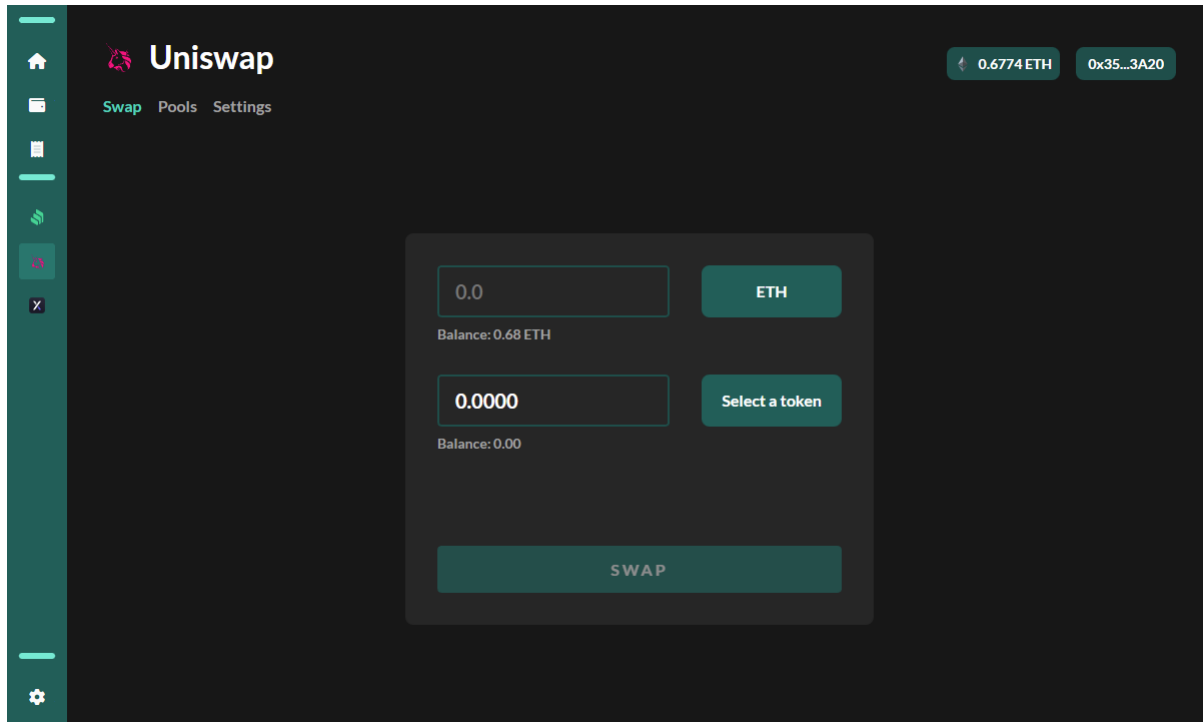 Uniswap
0.6774 ETH
0x35...3A20
Swap Pools Settings
0.0
ETH
Balance: 0.68 ETH
0.0000
Select a token
Balance: 0.00
SWAP